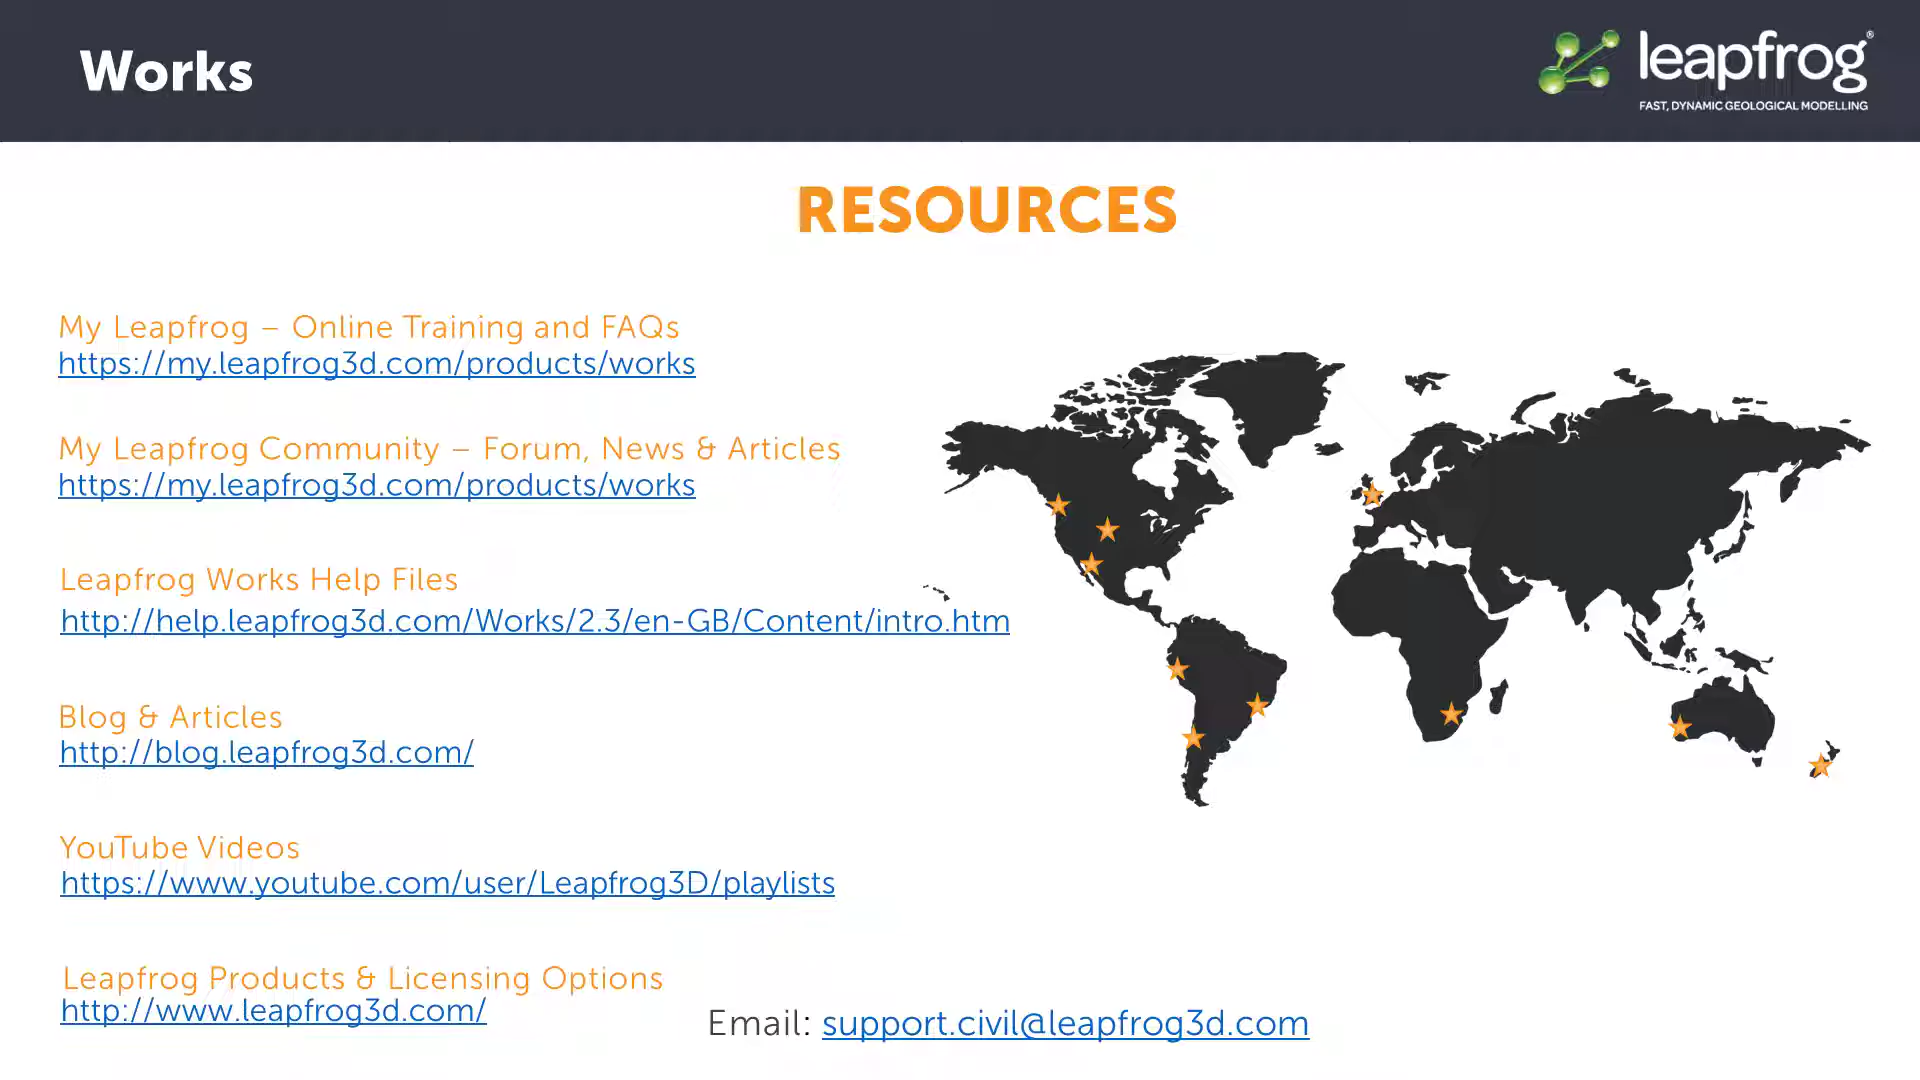 Works
leapfrog®
FAST, DYNAMIC GEOLOGICAL MODELLING
RESOURCES
My Leapfrog – Online Training and FAQs
https://my.leapfrog3d.com/products/works
My Leapfrog Community – Forum, News & Articles
https://my.leapfrog3d.com/products/works
Leapfrog Works Help Files
http://help.leapfrog3d.com/Works/2.3/en-GB/Content/intro.htm
Blog & Articles
http://blog.leapfrog3d.com/
YouTube Videos
https://www.youtube.com/user/Leapfrog3D/playlists
Leapfrog Products & Licensing Options
http://www.leapfrog3d.com/
Email: support.civil@leapfrog3d.com